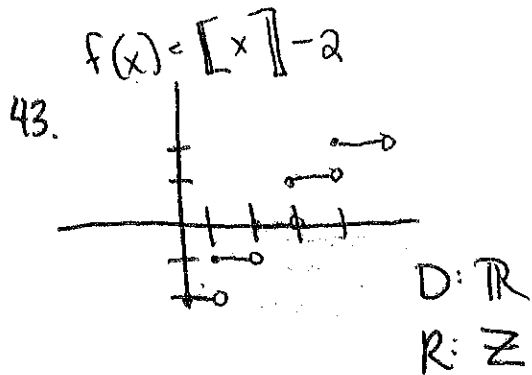 f(x) = ⟦x⟧ - 2
43.
D: ℝ
R: ℤ